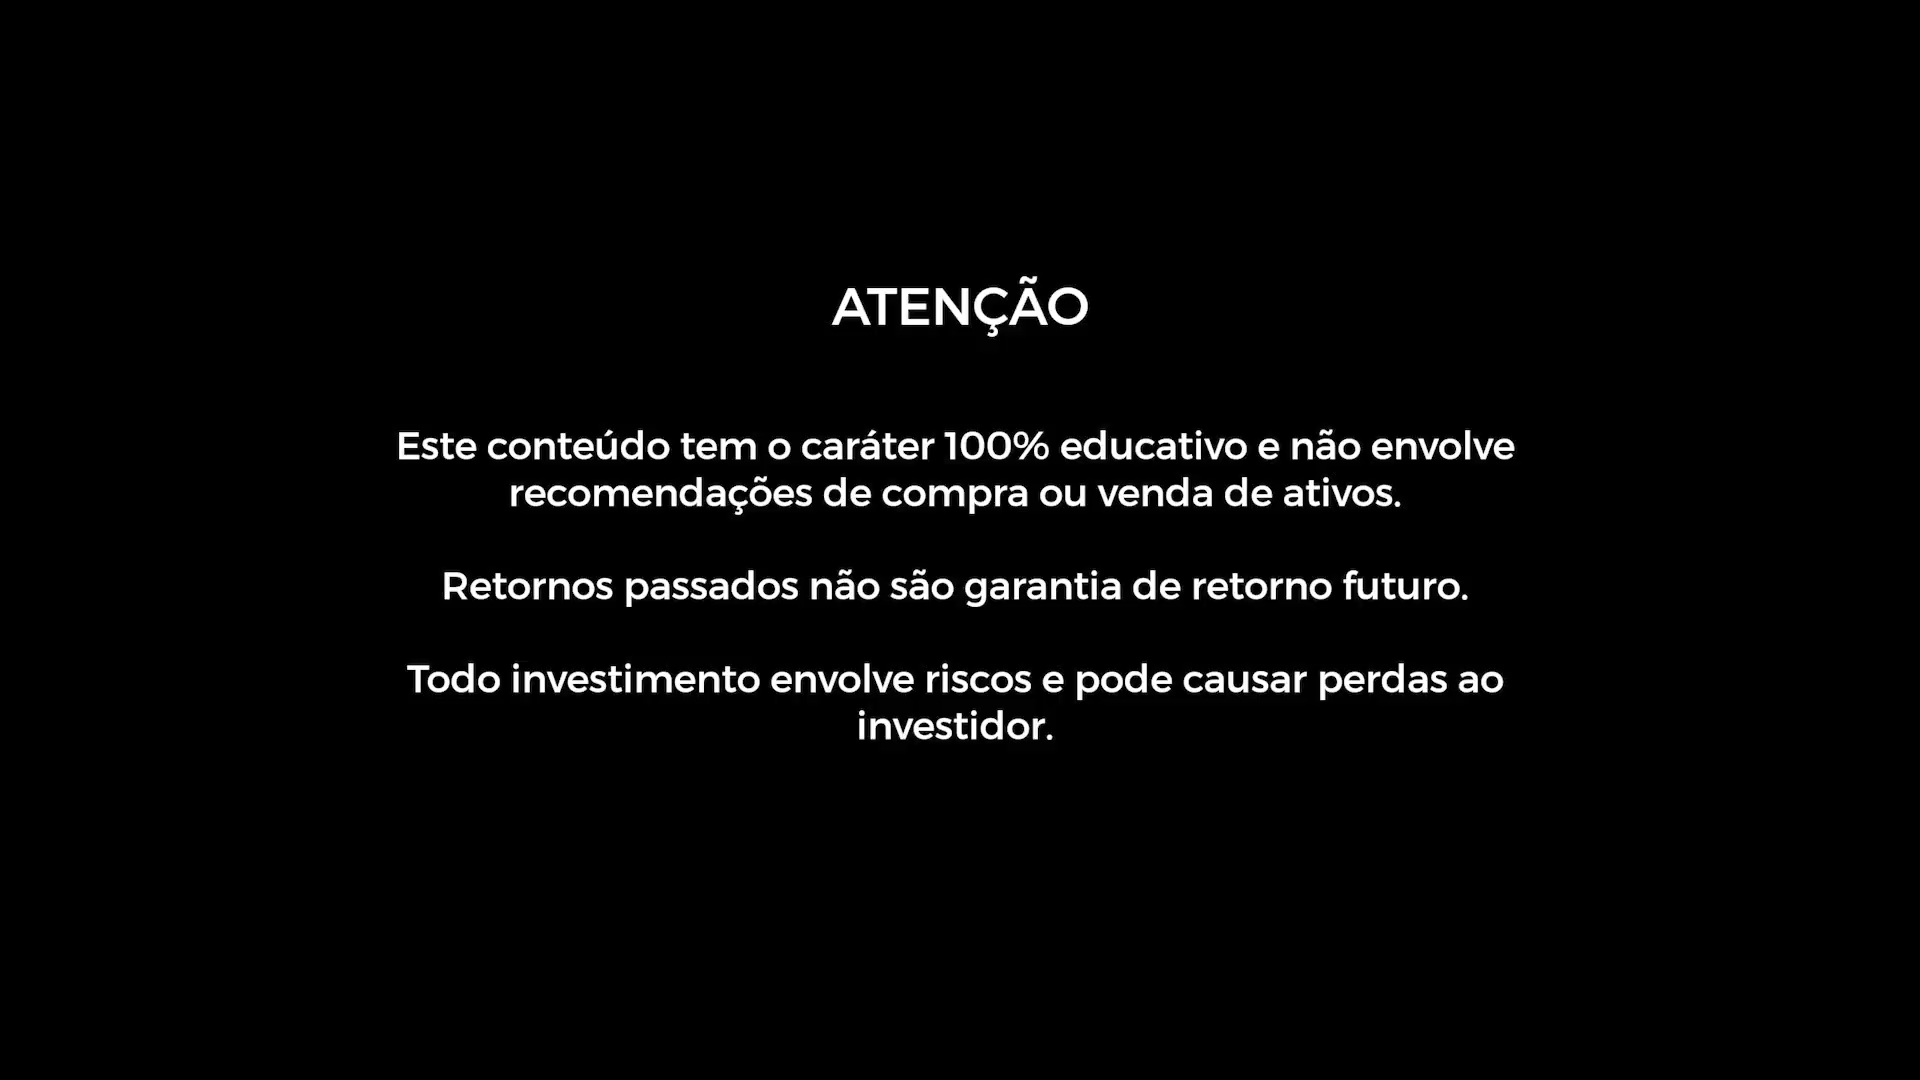 ATENÇÃO
Este conteúdo tem o caráter 100% educativo e não envolve
recomendações de compra ou venda de ativos.
Retornos passados não são garantia de retorno futuro.
Todo investimento envolve riscos e pode causar perdas ao
investidor.